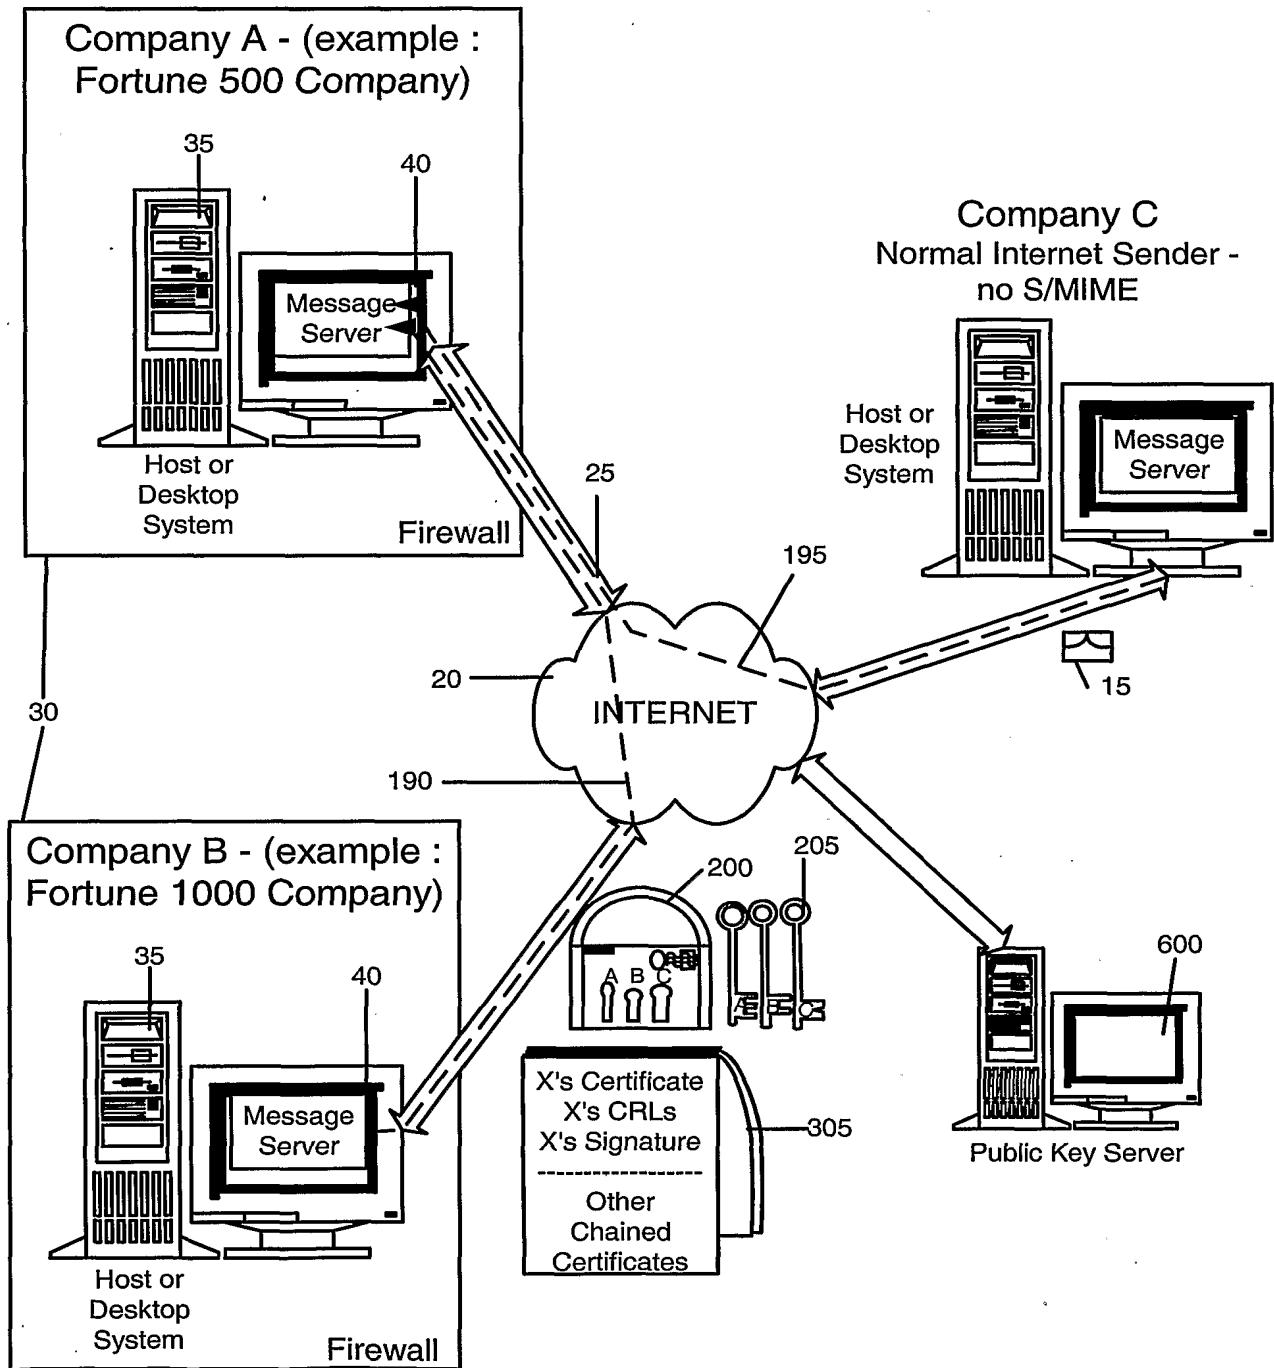 Company A - (example :
Fortune 500 Company)
35
40
Message
Server
Host or
Desktop
System
Firewall
Company C
Normal Internet Sender -
no S/MIME
Host or
Desktop
System
Message
Server
25
195
20
INTERNET
15
30
190
Company B - (example :
Fortune 1000 Company)
35
40
Message
Server
Host or
Desktop
System
Firewall
200
205
A B C
A B C
X's Certificate
X's CRLs
X's Signature
Other
Chained
Certificates
305
600
Public Key Server